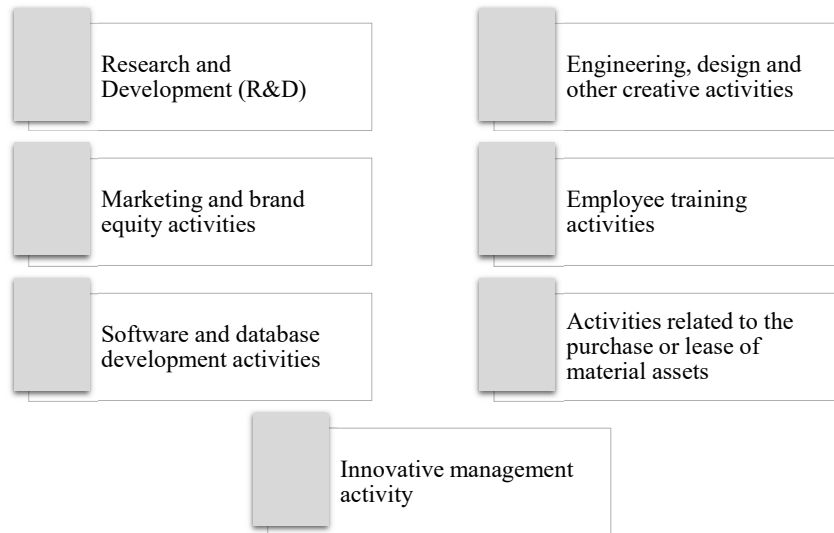 Research and
Development (R&D)
Engineering, design and
other creative activities
Marketing and brand
equity activities
Employee training
activities
Software and database
development activities
Activities related to the
purchase or lease of
material assets
Innovative management
activity